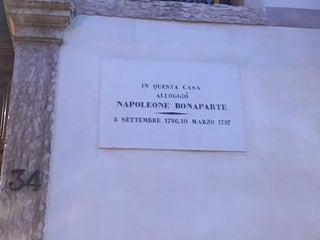 IN QUESTA CASA
ALLOGGIÒ
NAPOLEONE BONAPARTE
8 SETTEMBRE 1796, 10 MARZO 1797
34